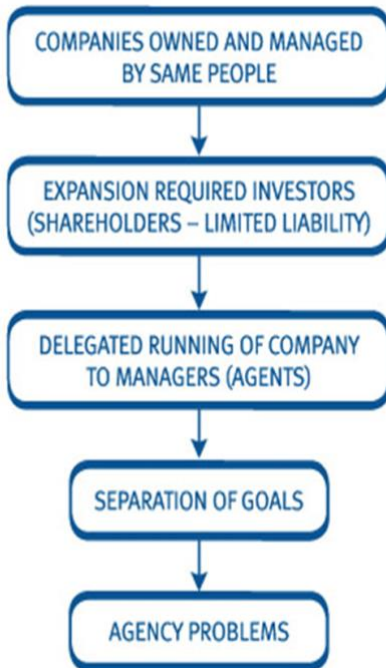 COMPANIES OWNED AND MANAGED
BY SAME PEOPLE
EXPANSION REQUIRED INVESTORS
(SHAREHOLDERS – LIMITED LIABILITY)
DELEGATED RUNNING OF COMPANY
TO MANAGERS (AGENTS)
SEPARATION OF GOALS
AGENCY PROBLEMS